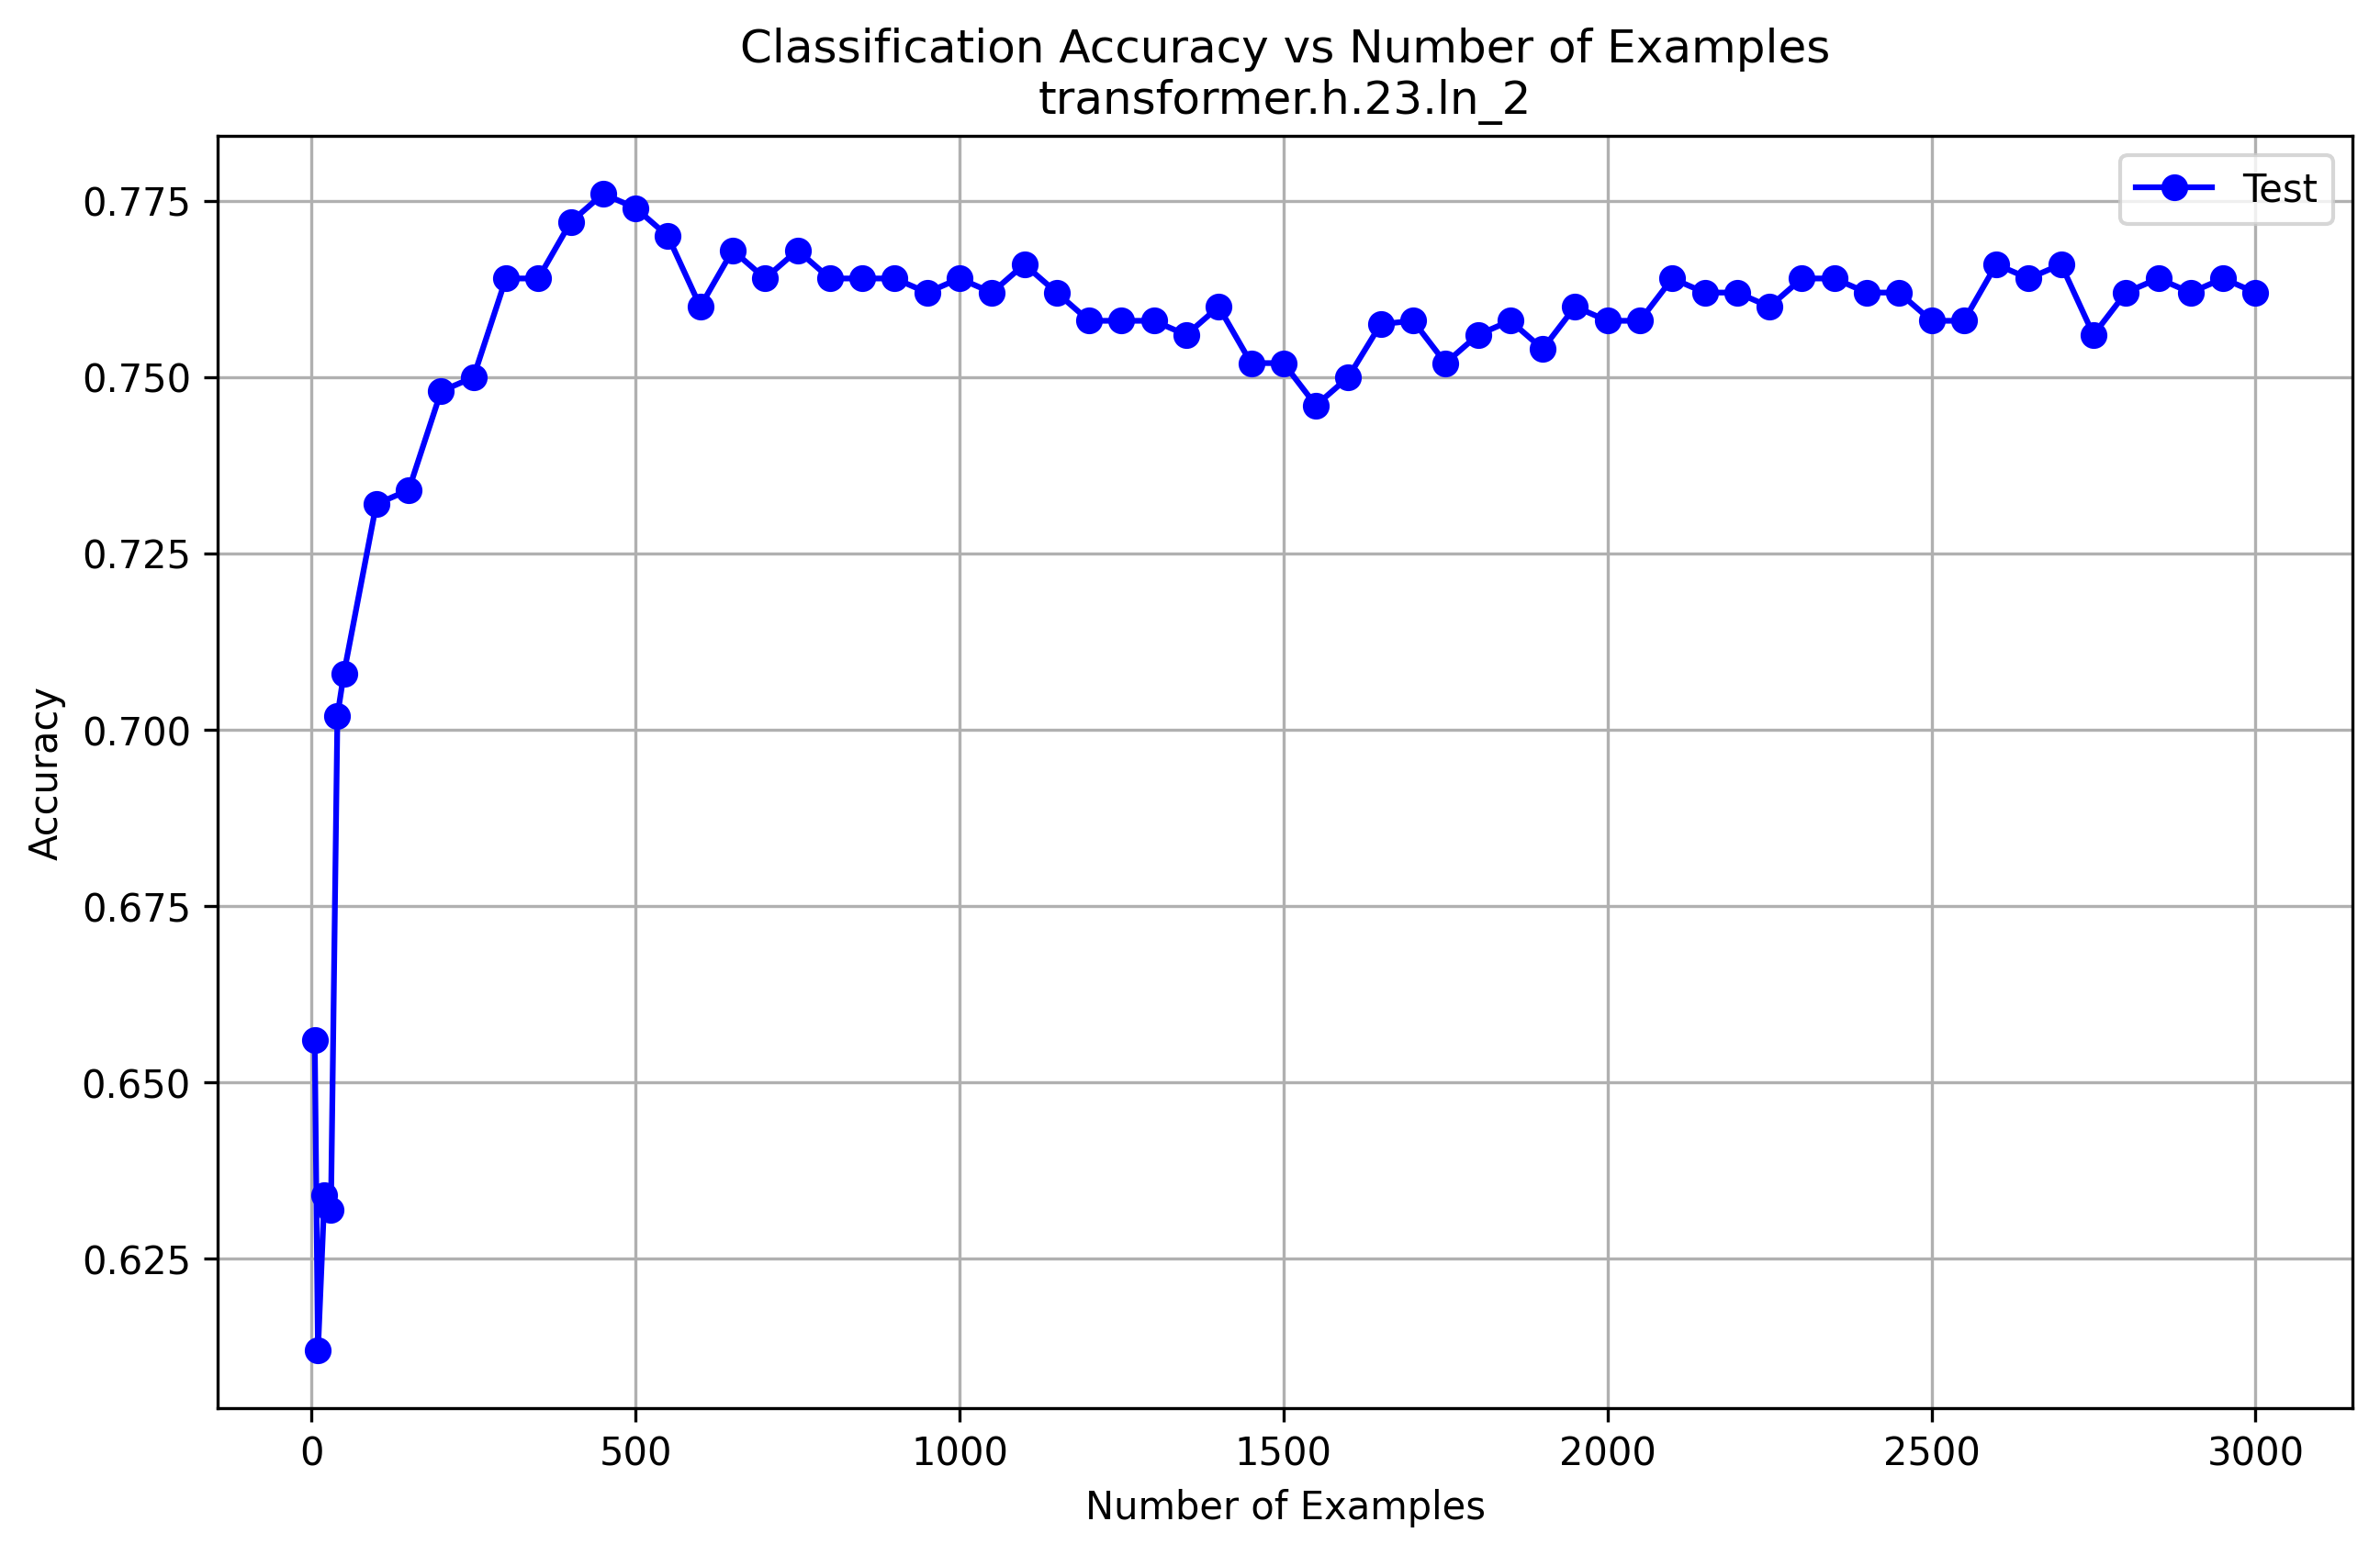 Classification Accuracy vs Number of Examples
transformer.h.23.ln_2
Test
0.775
0.750
0.725
0.700
0.675
0.650
0.625
Accuracy
0 500 1000 1500 2000 2500 3000
Number of Examples